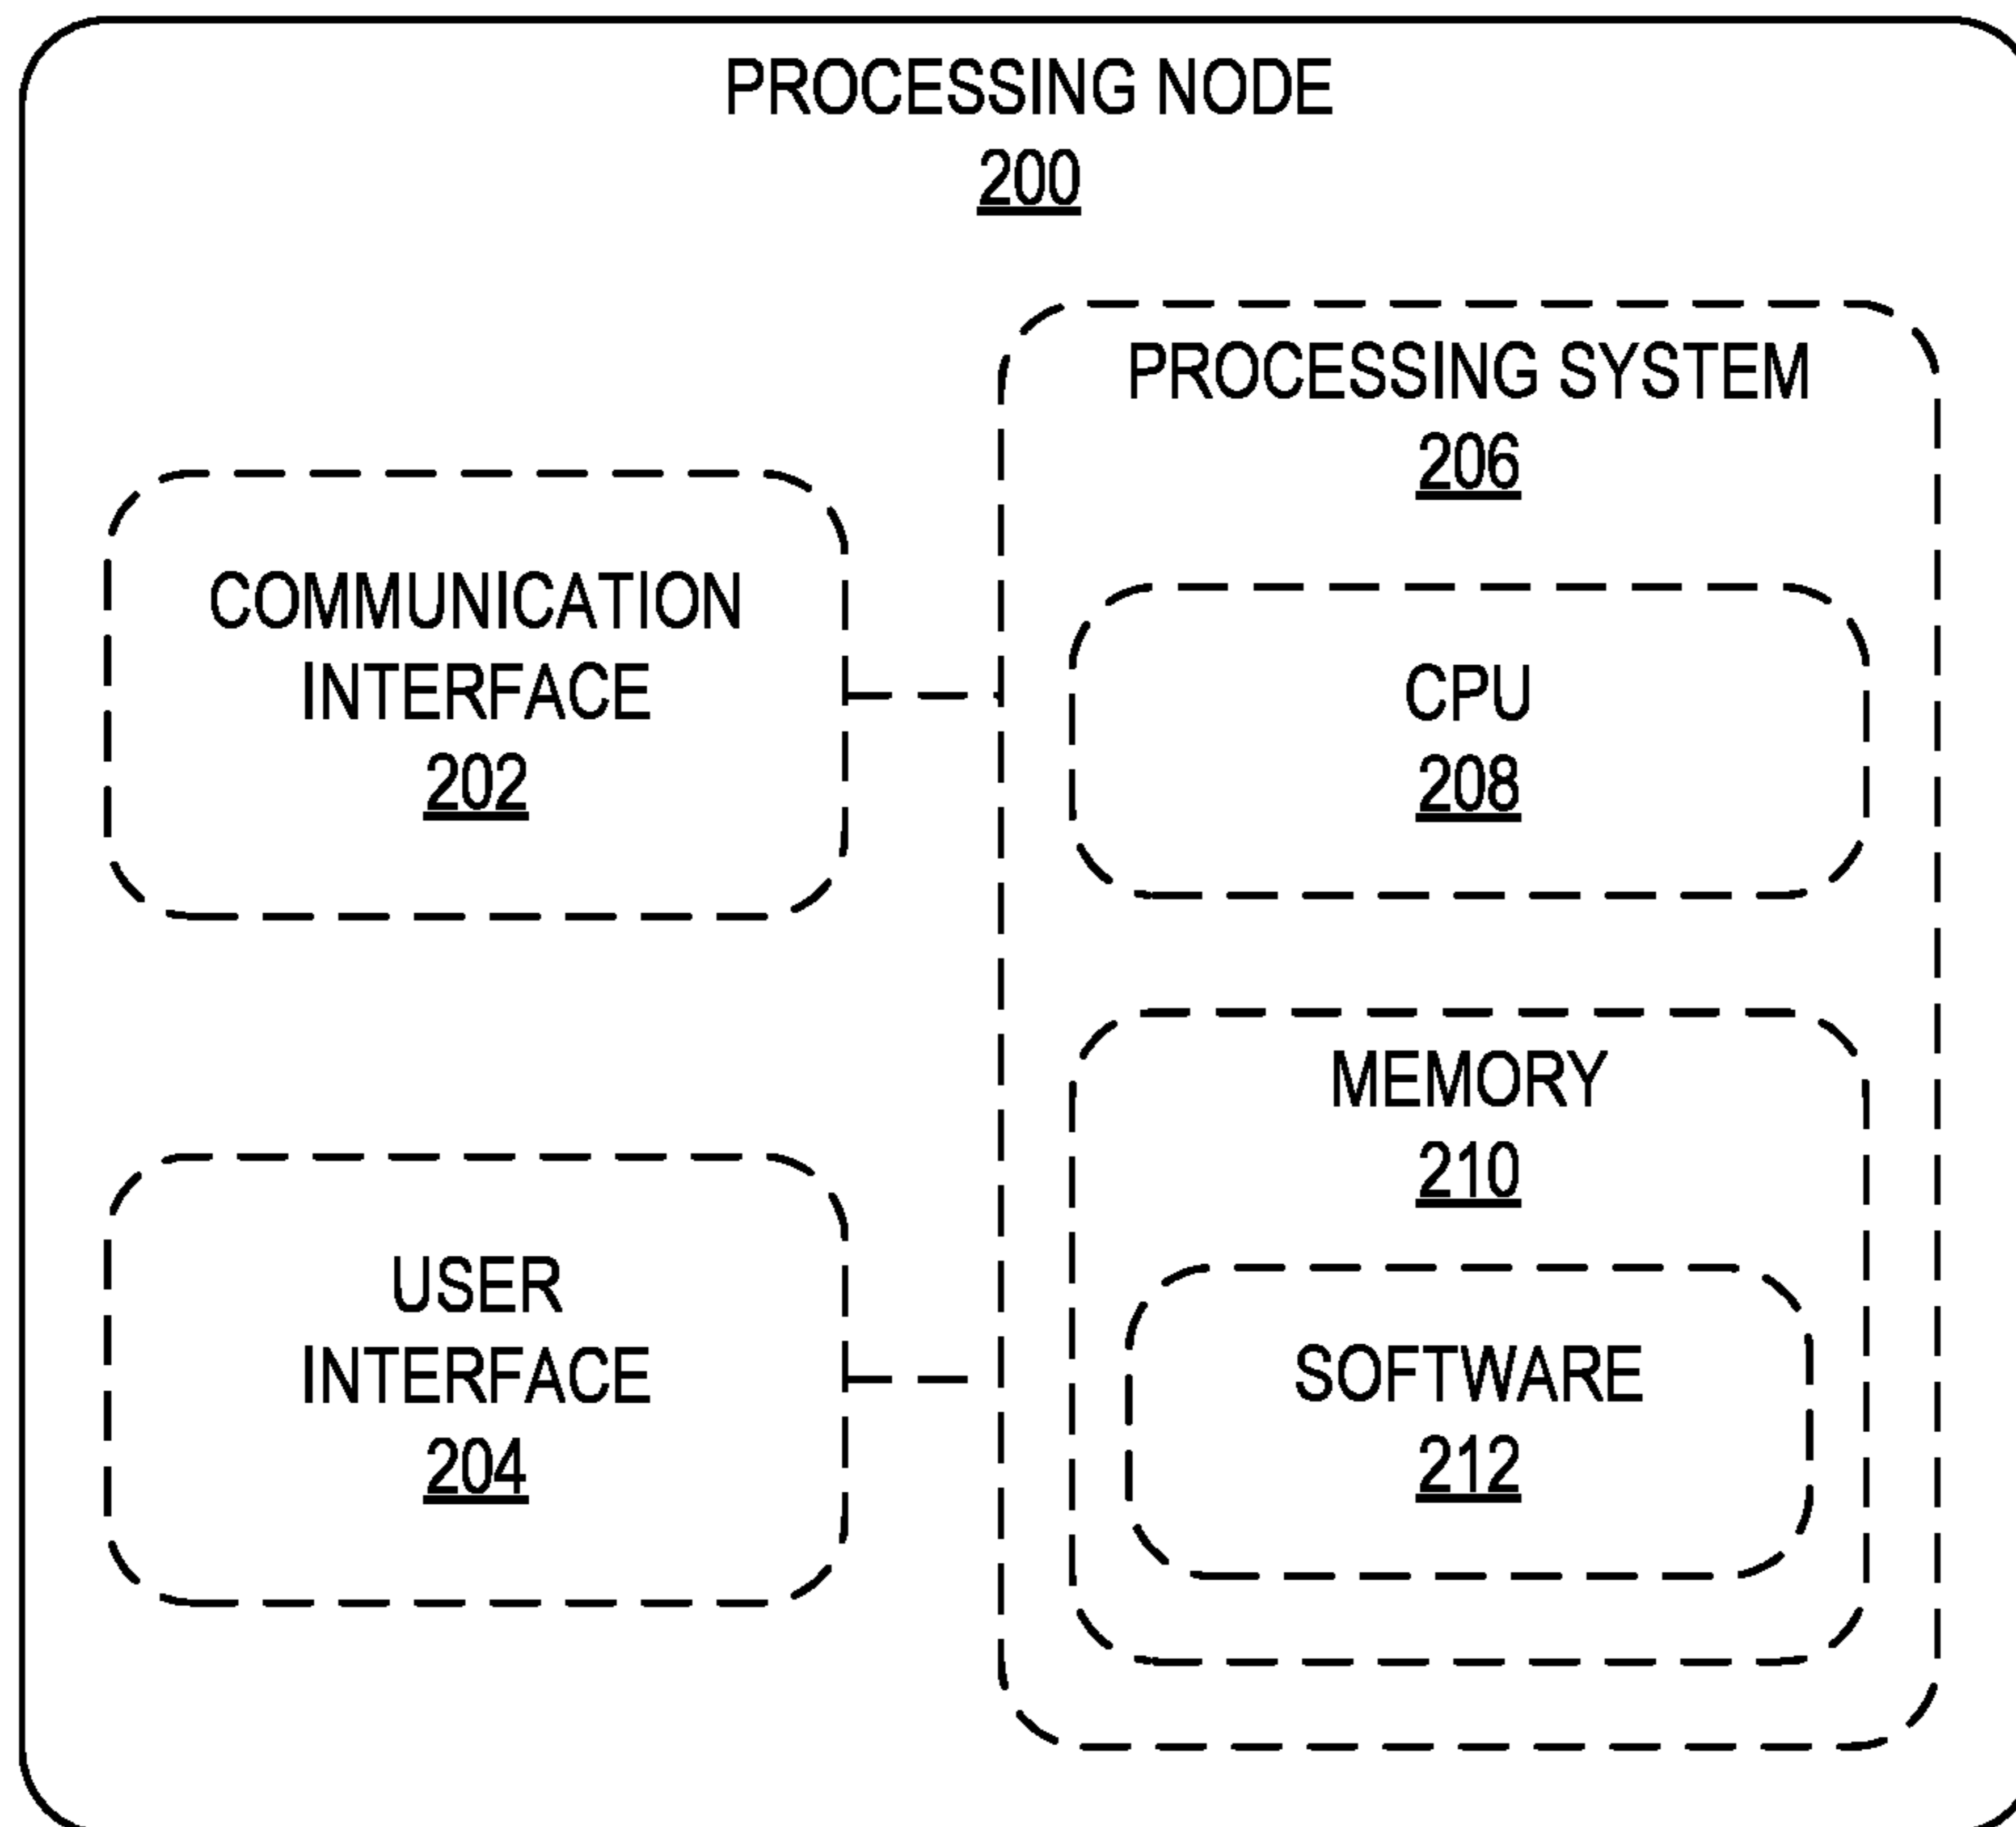 PROCESSING NODE
200
PROCESSING SYSTEM
206
COMMUNICATION
INTERFACE
202
CPU
208
MEMORY
210
USER
INTERFACE
204
SOFTWARE
212